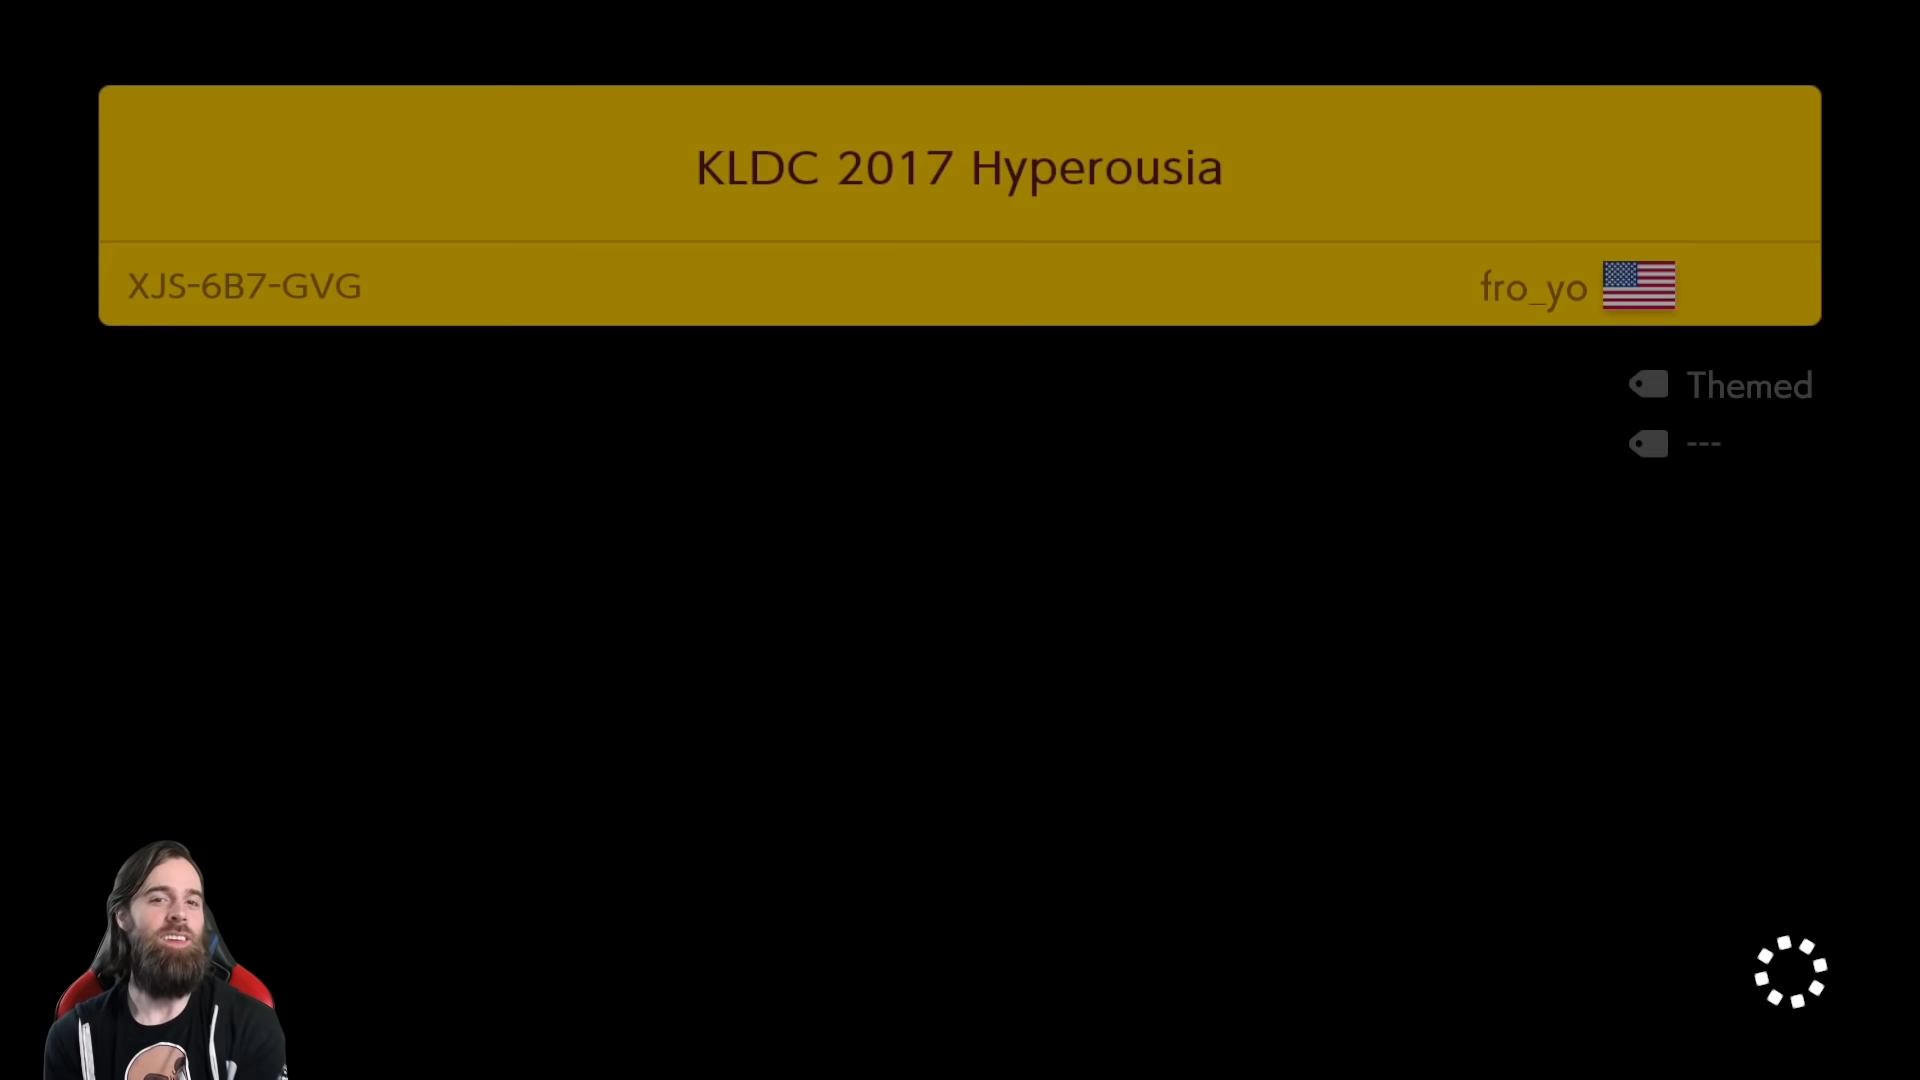 KLDC 2017 Hyperousia
XJS-6B7-GVG
fro_yo
Themed
---